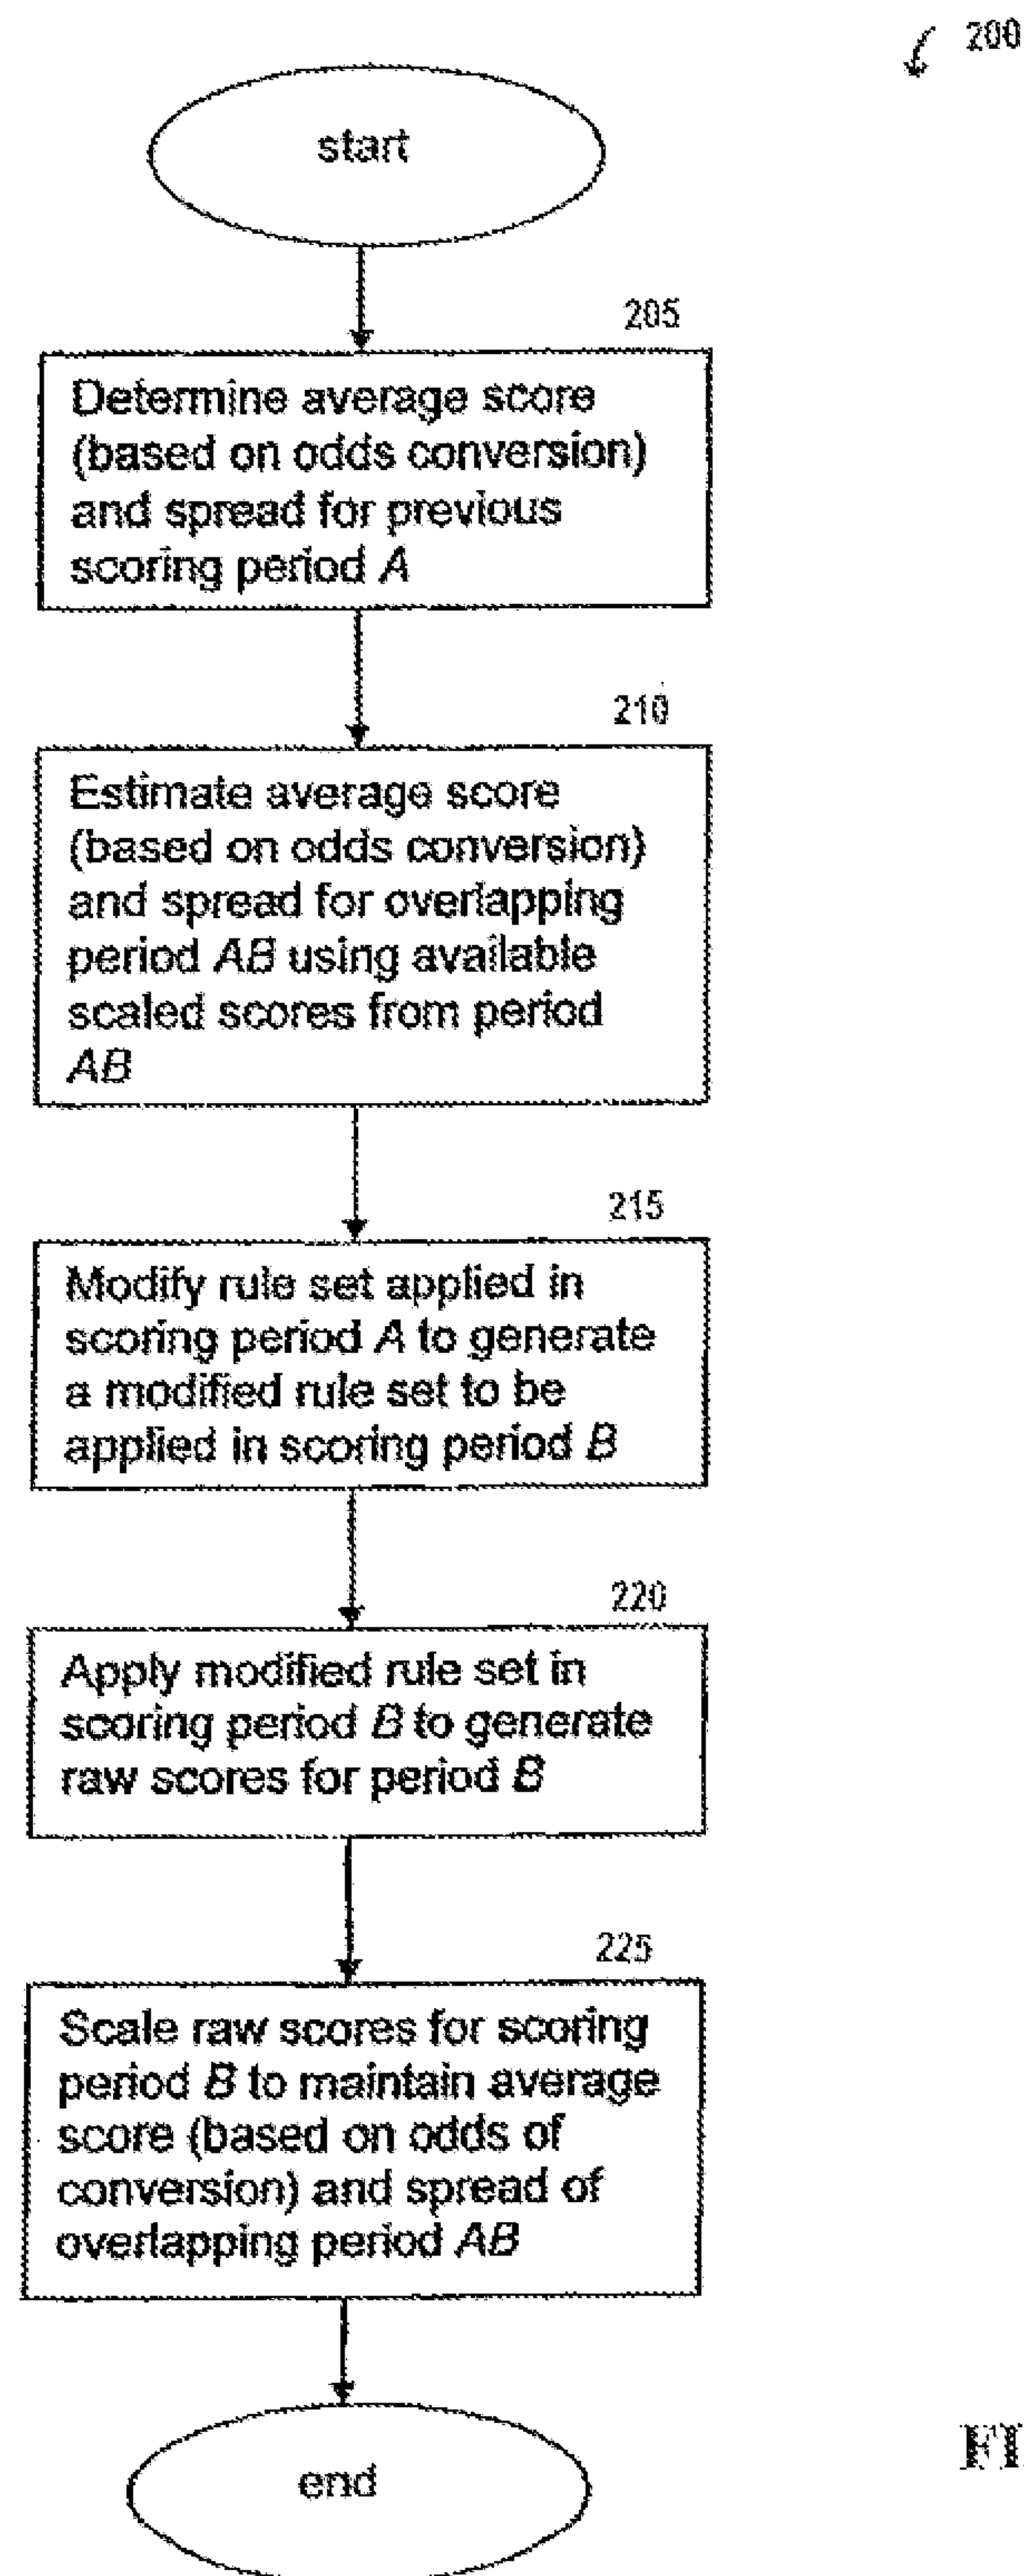 200
start
205
Determine average score
(based on odds conversion)
and spread for previous
scoring period A
210
Estimate average score
(based on odds conversion)
and spread for overlapping
period AB using available
scaled scores from period
AB
215
Modify rule set applied in
scoring period A to generate
a modified rule set to be
applied in scoring period B
220
Apply modified rule set in
scoring period B to generate
raw scores for period B
225
Scale raw scores for scoring
period B to maintain average
score (based on odds of
conversion) and spread of
overlapping period AB
end